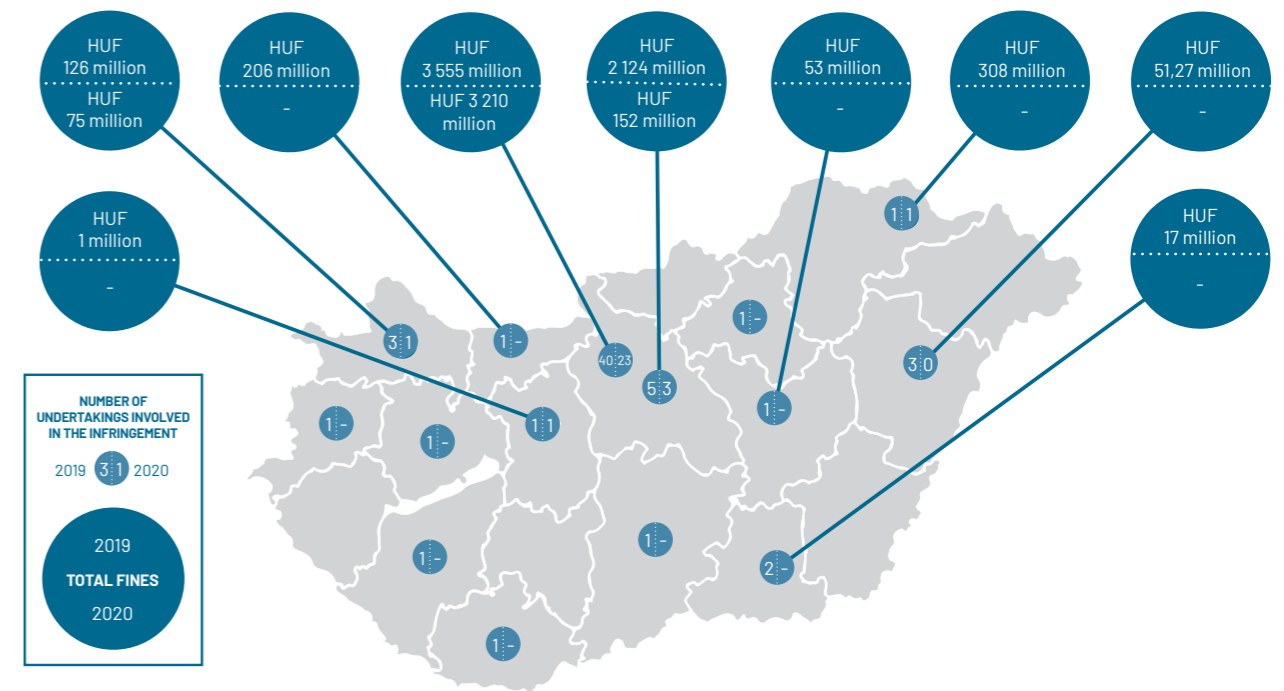 HUF
126 million
HUF
75 million
HUF
206 million
-
HUF
3 555 million
HUF 3 210
million
HUF
2 124 million
HUF
152 million
HUF
53 million
-
HUF
308 million
-
HUF
51,27 million
-
HUF
1 million
-
HUF
17 million
-
1 1
1 -
3 1
1 -
40 23
5 3
3 0
1 -
1 -
1 -
1 1
1 -
1 -
2 -
1 -
NUMBER OF
UNDERTAKINGS INVOLVED
IN THE INFRINGEMENT
2019 3 1 2020
2019
TOTAL FINES
2020